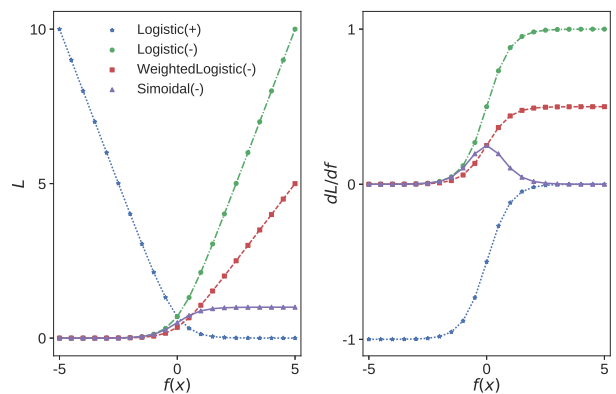 10
5
0
L
Logistic(+)
Logistic(-)
WeightedLogistic(-)
Simoidal(-)
-5
0
5
f(x)
1
0
-1
dL/df
-5
0
5
f(x)